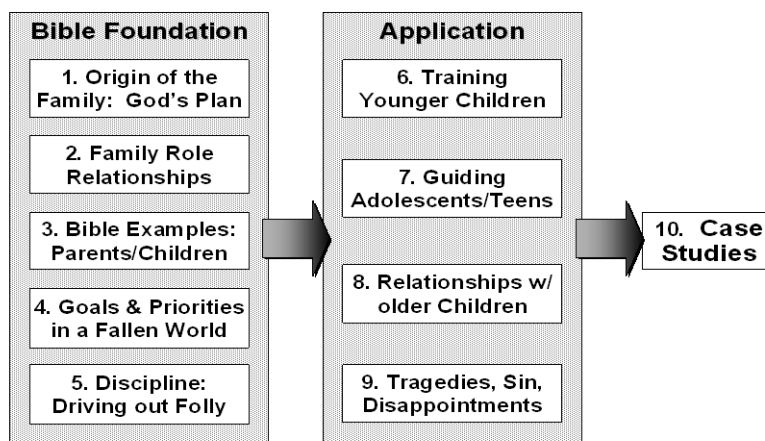 Bible Foundation
1. Origin of the
Family: God's Plan
2. Family Role
Relationships
3. Bible Examples:
Parents/Children
4. Goals & Priorities
in a Fallen World
5. Discipline:
Driving out Folly
Application
6. Training
Younger Children
7. Guiding
Adolescents/Teens
8. Relationships w/
older Children
9. Tragedies, Sin,
Disappointments
10. Case
Studies